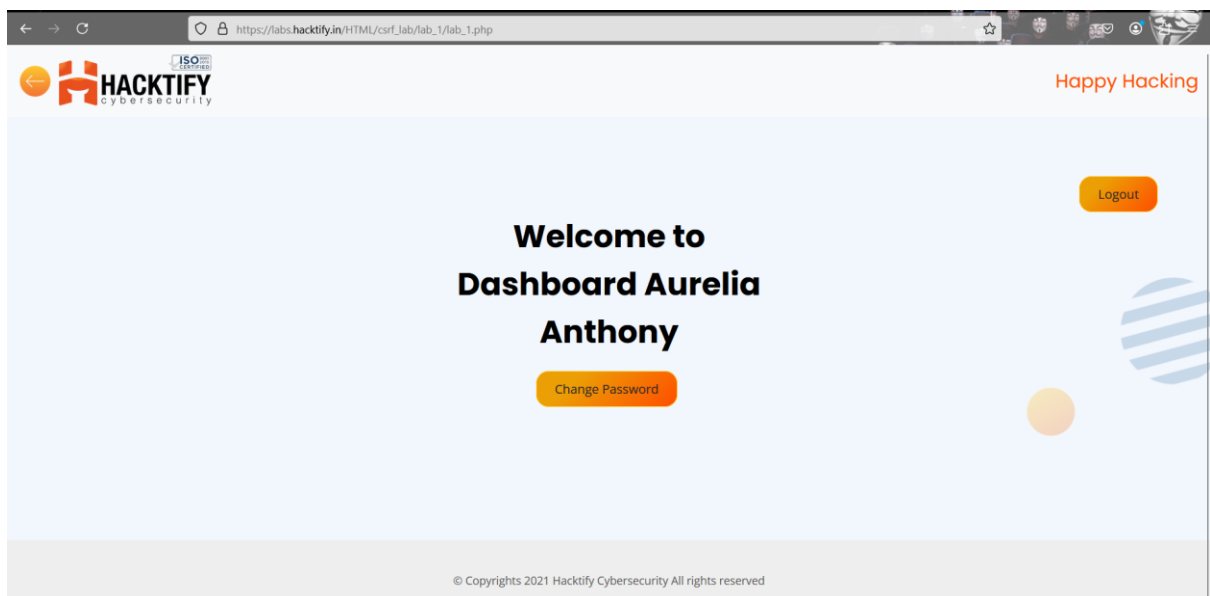 https://labs.hacktify.in/HTML/csrf_lab/lab_1/lab_1.php
ISO
CERTIFIED
HACKTIFY
cybersecurity
Happy Hacking
Logout
Welcome to
Dashboard Aurelia
Anthony
Change Password
© Copyrights 2021 Hacktify Cybersecurity All rights reserved